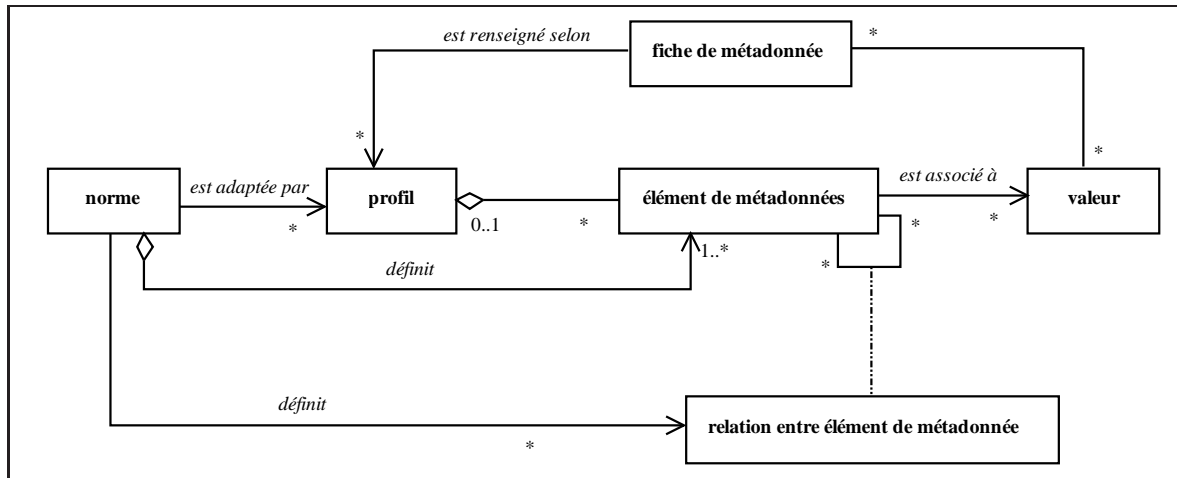 est renseigné selon
fiche de métadonnée
*
*
*
norme
est adaptée par
*
profil
0..1
*
élément de métadonnées
est associé à
*
valeur
1..*
*
*
définit
définit
*
relation entre élément de métadonnée